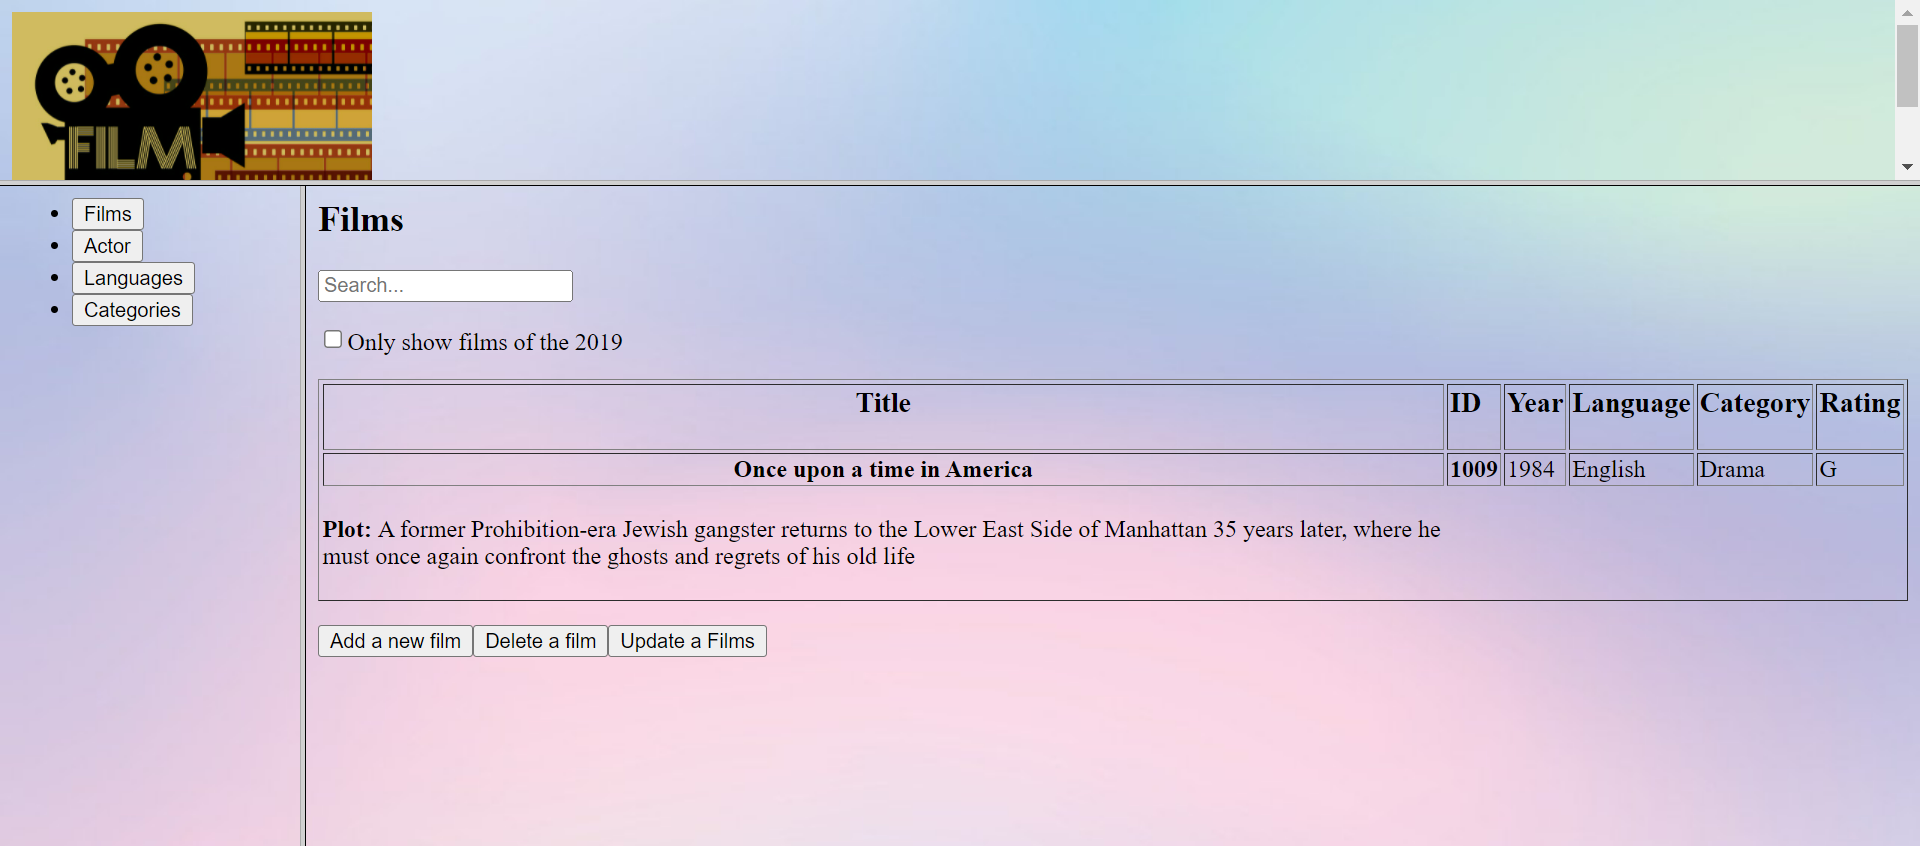 FILM
Films
Actor
Languages
Categories
Films
Search...
Only show films of the 2019
Title ID Year Language Category Rating
Once upon a time in America 1009 1984 English Drama G
Plot: A former Prohibition-era Jewish gangster returns to the Lower East Side of Manhattan 35 years later, where he
must once again confront the ghosts and regrets of his old life
Add a new film Delete a film Update a Films